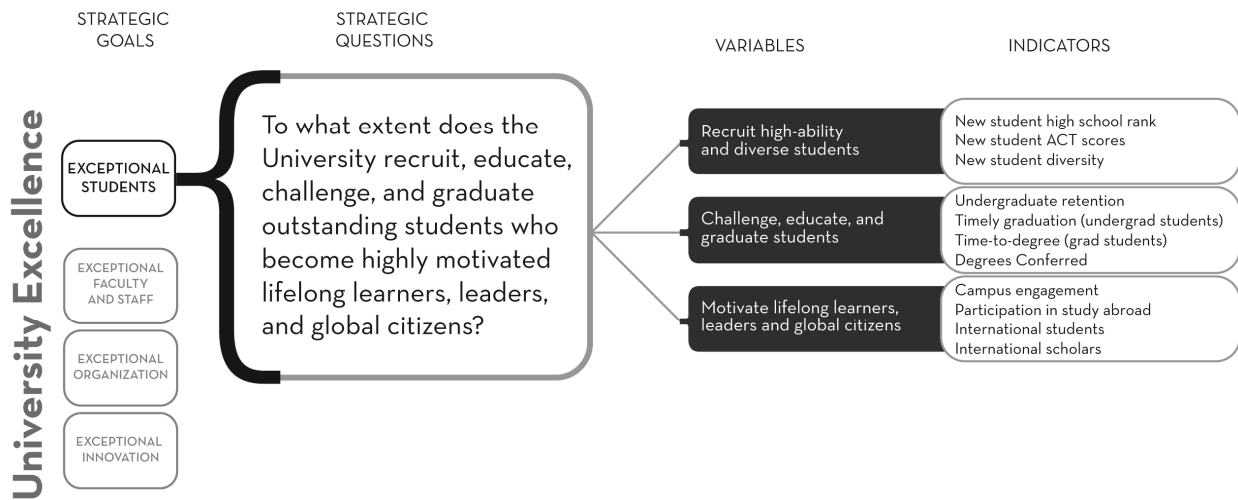 STRATEGIC
GOALS
STRATEGIC
QUESTIONS
VARIABLES
INDICATORS
University Excellence
EXCEPTIONAL
STUDENTS
EXCEPTIONAL
FACULTY
AND STAFF
EXCEPTIONAL
ORGANIZATION
EXCEPTIONAL
INNOVATION
To what extent does the
University recruit, educate,
challenge, and graduate
outstanding students who
become highly motivated
lifelong learners, leaders,
and global citizens?
Recruit high-ability
and diverse students
New student high school rank
New student ACT scores
New student diversity
Challenge, educate, and
graduate students
Undergraduate retention
Timely graduation (undergrad students)
Time-to-degree (grad students)
Degrees Conferred
Motivate lifelong learners,
leaders and global citizens
Campus engagement
Participation in study abroad
International students
International scholars